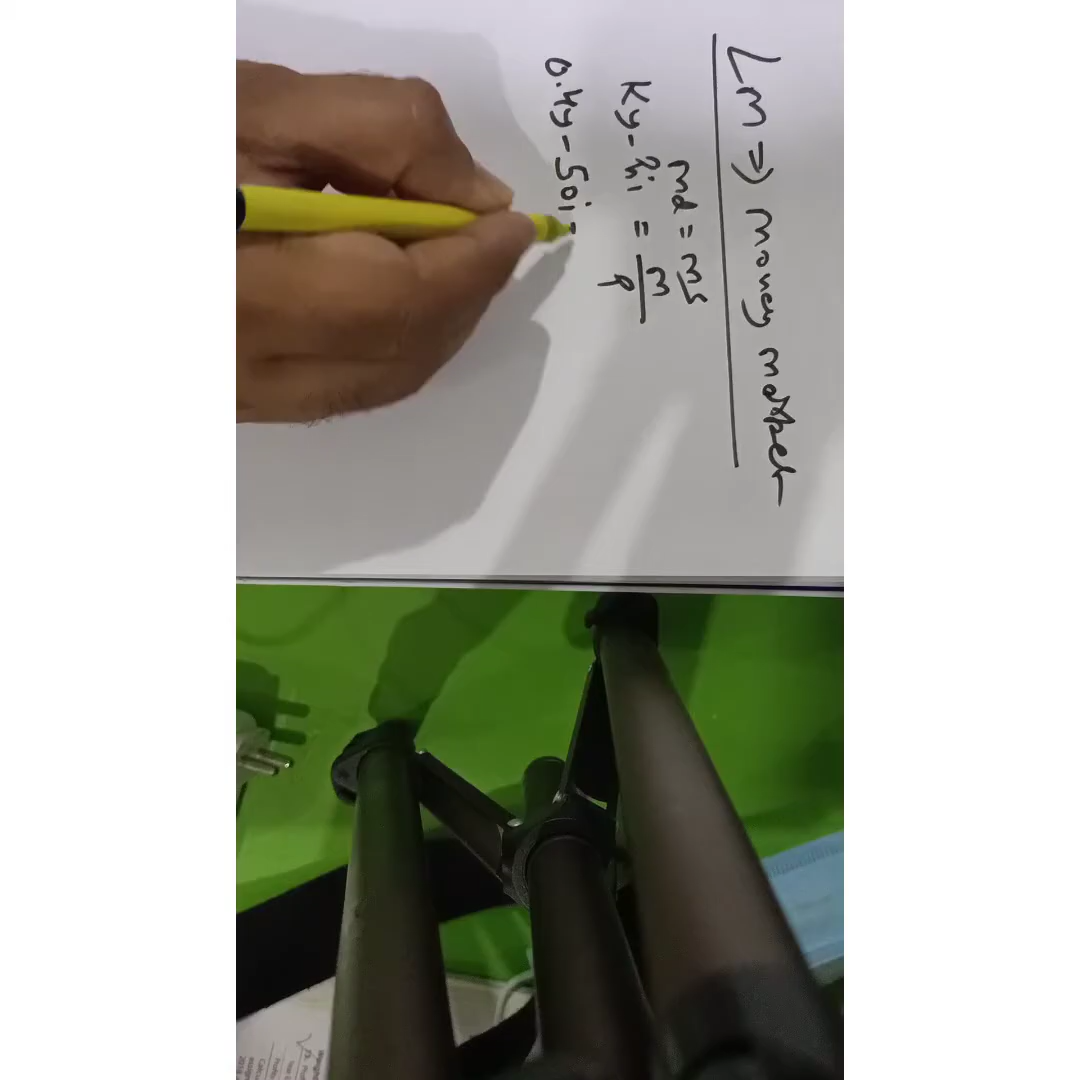 Lm => money market
md = ms
Ky - hi = m/p
0.4y - 50i =